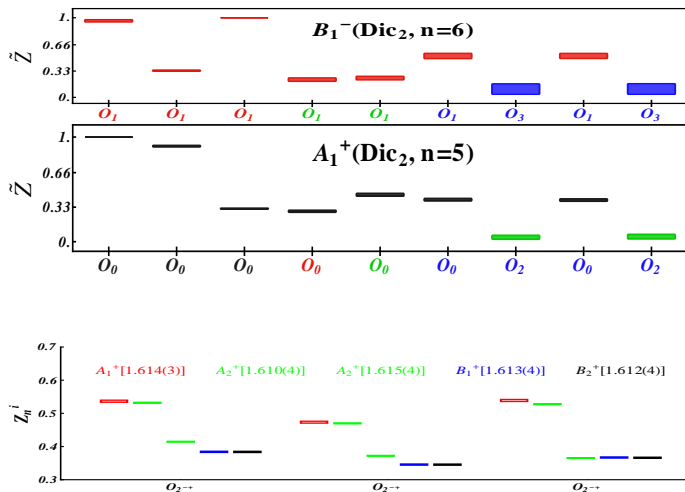 B₁⁻(Dic₂, n=6)
1.
0.66
0.33
0.
Z̃
O₁ O₁ O₁ O₁ O₁ O₁ O₃ O₁ O₃
A₁⁺(Dic₂, n=5)
1.
0.66
0.33
0.
Z̃
O₀ O₀ O₀ O₀ O₀ O₀ O₂ O₀ O₂
0.7
A₁⁺[1.614(3)] A₂⁺[1.610(4)] A₂⁺[1.615(4)] B₁⁺[1.613(4)] B₂⁺[1.612(4)]
0.6
0.5
0.4
0.3
Zₙⁱ
O₂₋₊ O₂₋₊ O₂₋₊